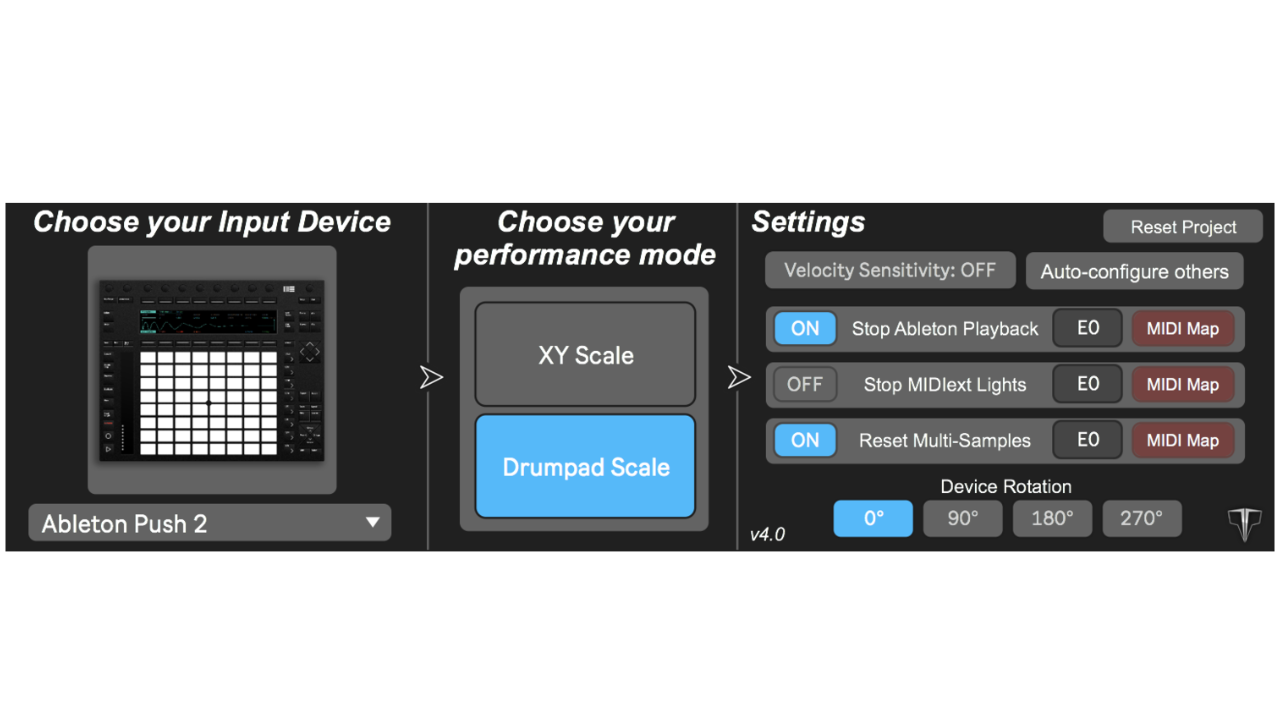 Choose your Input Device
Ableton Push 2
Choose your
performance mode
XY Scale
Drumpad Scale
Settings
Reset Project
Velocity Sensitivity: OFF
Auto-configure others
ON Stop Ableton Playback E0 MIDI Map
OFF Stop MIDIext Lights E0 MIDI Map
ON Reset Multi-Samples E0 MIDI Map
Device Rotation
0° 90° 180° 270°
v4.0